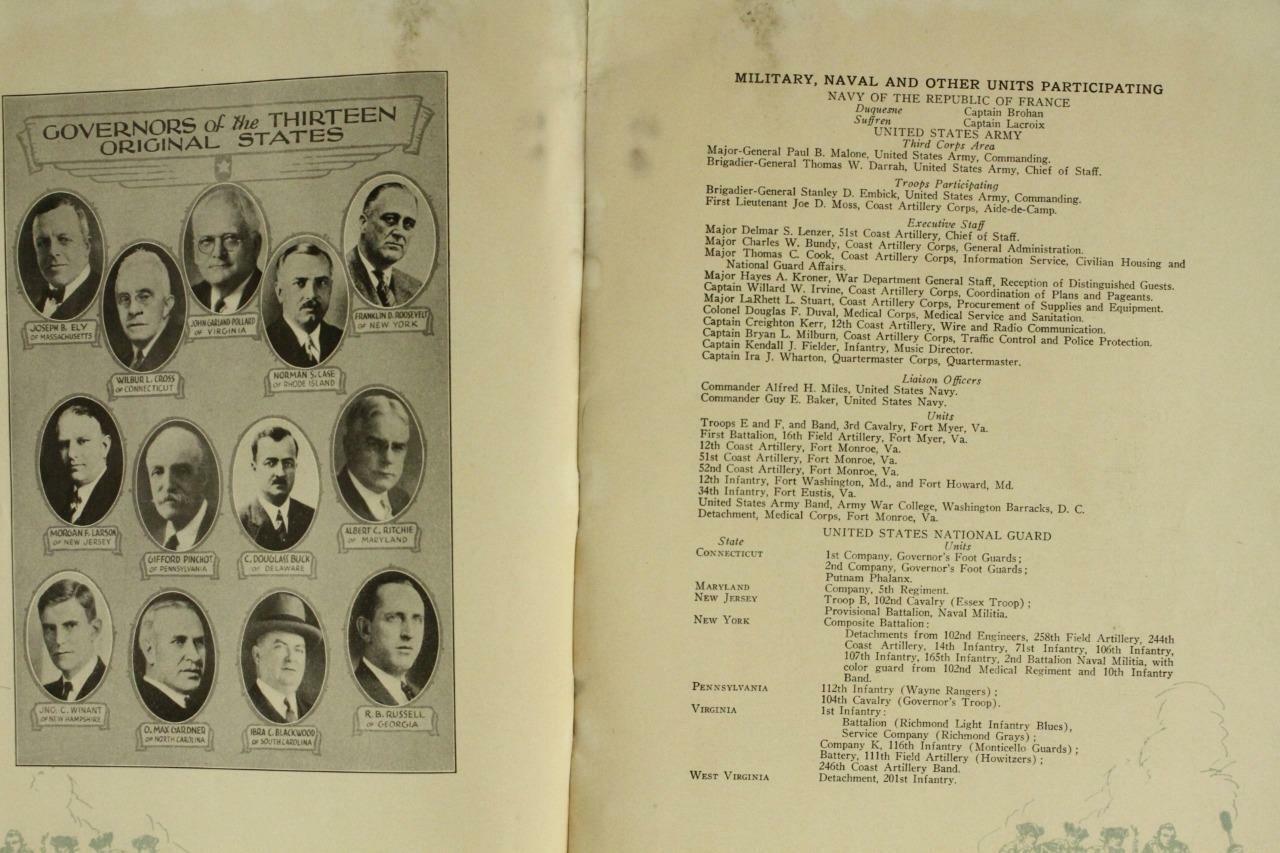 GOVERNORS of the THIRTEEN
ORIGINAL STATES
JOSEPH B. ELY
OF MASSACHUSETTS
WILBUR L. CROSS
OF CONNECTICUT
JOHN GARLAND POLLARD
OF VIRGINIA
NORMAN S. CASE
OF RHODE ISLAND
FRANKLIN D. ROOSEVELT
OF NEW YORK
MORGAN F. LARSON
OF NEW JERSEY
GIFFORD PINCHOT
OF PENNSYLVANIA
C. DOUGLASS BUCK
OF DELAWARE
ALBERT C. RITCHIE
OF MARYLAND
JNO. C. WINANT
OF NEW HAMPSHIRE
O. MAX GARDNER
OF NORTH CAROLINA
IBRA C. BLACKWOOD
OF SOUTH CAROLINA
R. B. RUSSELL
OF GEORGIA
MILITARY, NAVAL AND OTHER UNITS PARTICIPATING
NAVY OF THE REPUBLIC OF FRANCE
Duquesne Captain Brohan
Suffren Captain Lacroix
UNITED STATES ARMY
Third Corps Area
Major-General Paul B. Malone, United States Army, Commanding.
Brigadier-General Thomas W. Darrah, United States Army, Chief of Staff.
Troops Participating
Brigadier-General Stanley D. Embick, United States Army, Commanding.
First Lieutenant Joe D. Moss, Coast Artillery Corps, Aide-de-Camp.
Executive Staff
Major Delmar S. Lenzer, 51st Coast Artillery, Chief of Staff.
Major Charles W. Bundy, Coast Artillery Corps, General Administration.
Major Thomas C. Cook, Coast Artillery Corps, Information Service, Civilian Housing and
National Guard Affairs.
Major Hayes A. Kroner, War Department General Staff, Reception of Distinguished Guests.
Captain Willard W. Irvine, Coast Artillery Corps, Coordination of Plans and Pageants.
Major LaRhett L. Stuart, Coast Artillery Corps, Procurement of Supplies and Equipment.
Colonel Douglas F. Duval, Medical Corps, Medical Service and Sanitation.
Captain Creighton Kerr, 12th Coast Artillery, Wire and Radio Communication.
Captain Bryan L. Milburn, Coast Artillery Corps, Traffic Control and Police Protection.
Captain Kendall J. Fielder, Infantry, Music Director.
Captain Ira J. Wharton, Quartermaster Corps, Quartermaster.
Liaison Officers
Commander Alfred H. Miles, United States Navy.
Commander Guy E. Baker, United States Navy.
Units
Troops E and F, and Band, 3rd Cavalry, Fort Myer, Va.
First Battalion, 16th Field Artillery, Fort Myer, Va.
12th Coast Artillery, Fort Monroe, Va.
51st Coast Artillery, Fort Monroe, Va.
52nd Coast Artillery, Fort Monroe, Va.
12th Infantry, Fort Washington, Md., and Fort Howard, Md.
34th Infantry, Fort Eustis, Va.
United States Army Band, Army War College, Washington Barracks, D. C.
Detachment, Medical Corps, Fort Monroe, Va.
UNITED STATES NATIONAL GUARD
State Units
CONNECTICUT 1st Company, Governor's Foot Guards;
2nd Company, Governor's Foot Guards;
Putnam Phalanx.
MARYLAND Company, 5th Regiment.
NEW JERSEY Troop B, 102nd Cavalry (Essex Troop);
Provisional Battalion, Naval Militia.
NEW YORK Composite Battalion:
Detachments from 102nd Engineers, 258th Field Artillery, 244th
Coast Artillery, 14th Infantry, 71st Infantry, 106th Infantry,
107th Infantry, 165th Infantry, 2nd Battalion Naval Militia, with
color guard from 102nd Medical Regiment and 10th Infantry
Band.
PENNSYLVANIA 112th Infantry (Wayne Rangers);
104th Cavalry (Governor's Troop).
VIRGINIA 1st Infantry:
Battalion (Richmond Light Infantry Blues),
Service Company (Richmond Grays);
Company K, 116th Infantry (Monticello Guards);
Battery, 111th Field Artillery (Howitzers);
246th Coast Artillery Band.
WEST VIRGINIA Detachment, 201st Infantry.